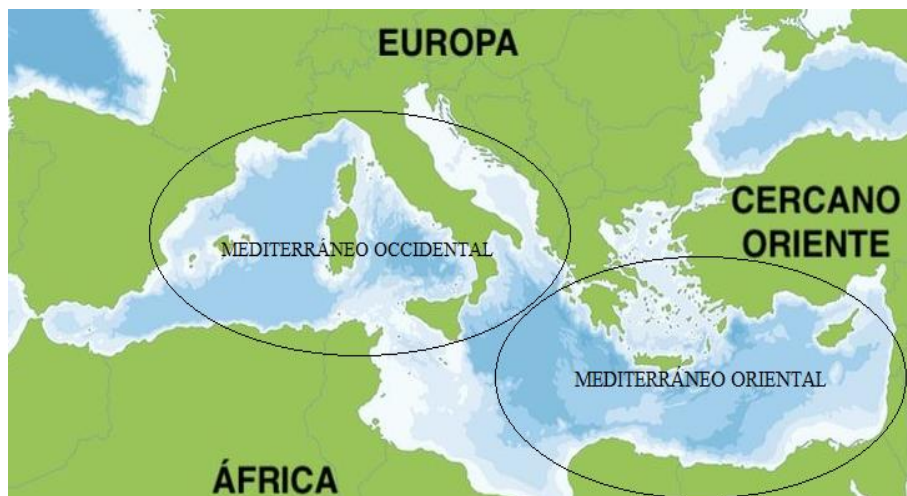 EUROPA
CERCANO
ORIENTE
MEDITERRÁNEO OCCIDENTAL
MEDITERRÁNEO ORIENTAL
ÁFRICA